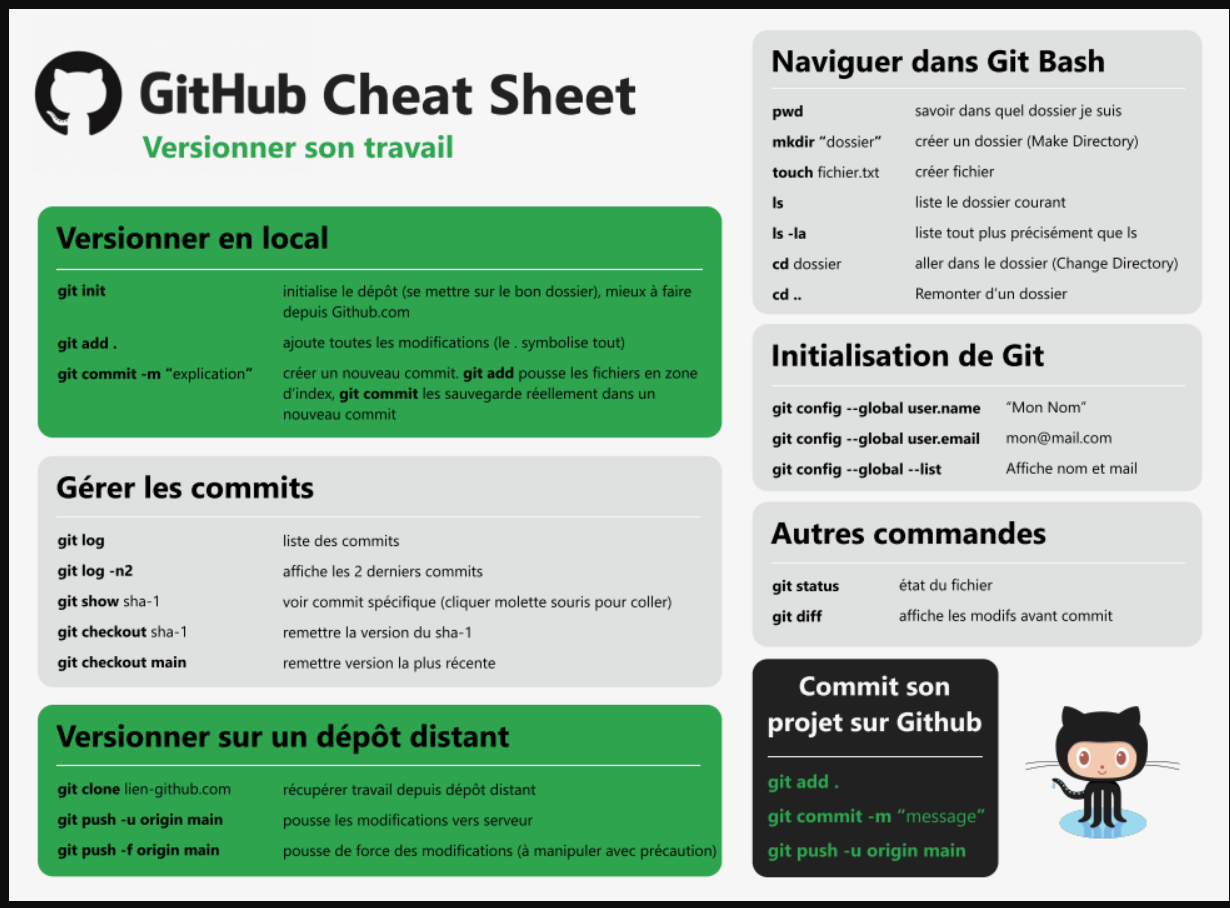 GitHub Cheat Sheet
Versionner son travail
Versionner en local
git init initialise le dépôt (se mettre sur le bon dossier), mieux à faire
depuis Github.com
git add . ajoute toutes les modifications (le . symbolise tout)
git commit -m “explication” créer un nouveau commit. git add pousse les fichiers en zone
d’index, git commit les sauvegarde réellement dans un
nouveau commit
Gérer les commits
git log liste des commits
git log -n2 affiche les 2 derniers commits
git show sha-1 voir commit spécifique (cliquer molette souris pour coller)
git checkout sha-1 remettre la version du sha-1
git checkout main remettre version la plus récente
Versionner sur un dépôt distant
git clone lien-github.com récupérer travail depuis dépôt distant
git push -u origin main pousse les modifications vers serveur
git push -f origin main pousse de force des modifications (à manipuler avec précaution)
Naviguer dans Git Bash
pwd savoir dans quel dossier je suis
mkdir “dossier” créer un dossier (Make Directory)
touch fichier.txt créer fichier
ls liste le dossier courant
ls -la liste tout plus précisément que ls
cd dossier aller dans le dossier (Change Directory)
cd .. Remonter d’un dossier
Initialisation de Git
git config --global user.name “Mon Nom”
git config --global user.email mon@mail.com
git config --global --list Affiche nom et mail
Autres commandes
git status état du fichier
git diff affiche les modifs avant commit
Commit son
projet sur Github
git add .
git commit -m “message”
git push -u origin main